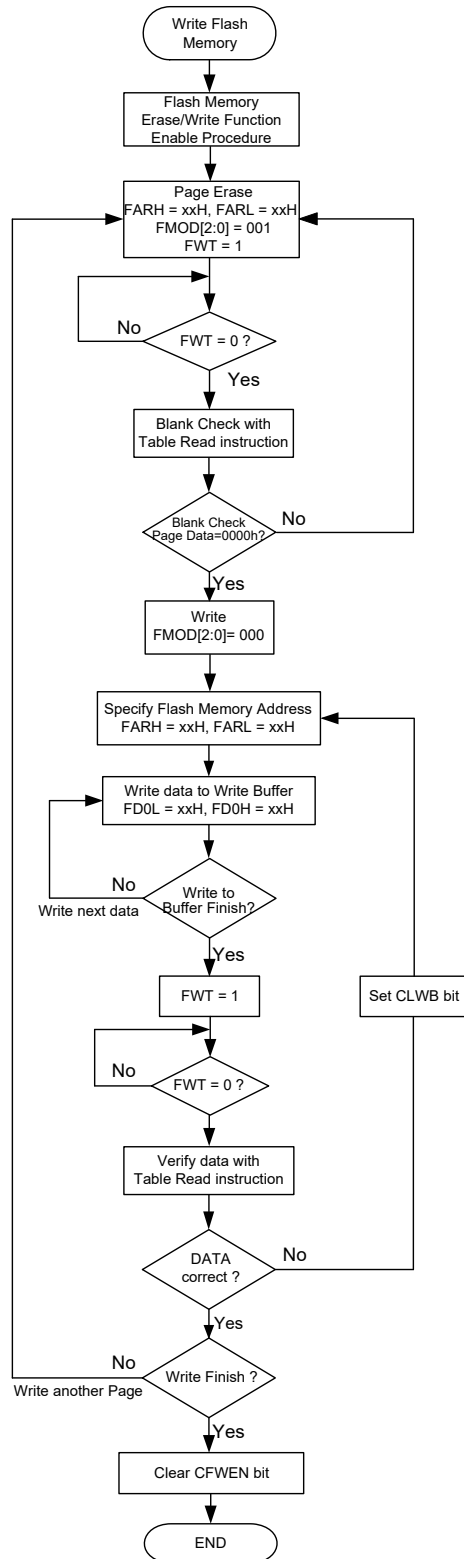 Write Flash
Memory
Flash Memory
Erase/Write Function
Enable Procedure
Page Erase
FARH = xxH, FARL = xxH
FMOD[2:0] = 001
FWT = 1
No
FWT = 0 ?
Yes
Blank Check with
Table Read instruction
Blank Check
Page Data=0000h?
No
Yes
Write
FMOD[2:0]= 000
Specify Flash Memory Address
FARH = xxH, FARL = xxH
Write data to Write Buffer
FD0L = xxH, FD0H = xxH
No
Write next data
Write to
Buffer Finish?
Yes
FWT = 1
Set CLWB bit
No
FWT = 0 ?
Verify data with
Table Read instruction
DATA
correct ?
No
Yes
No
Write another Page
Write Finish ?
Yes
Clear CFWEN bit
END